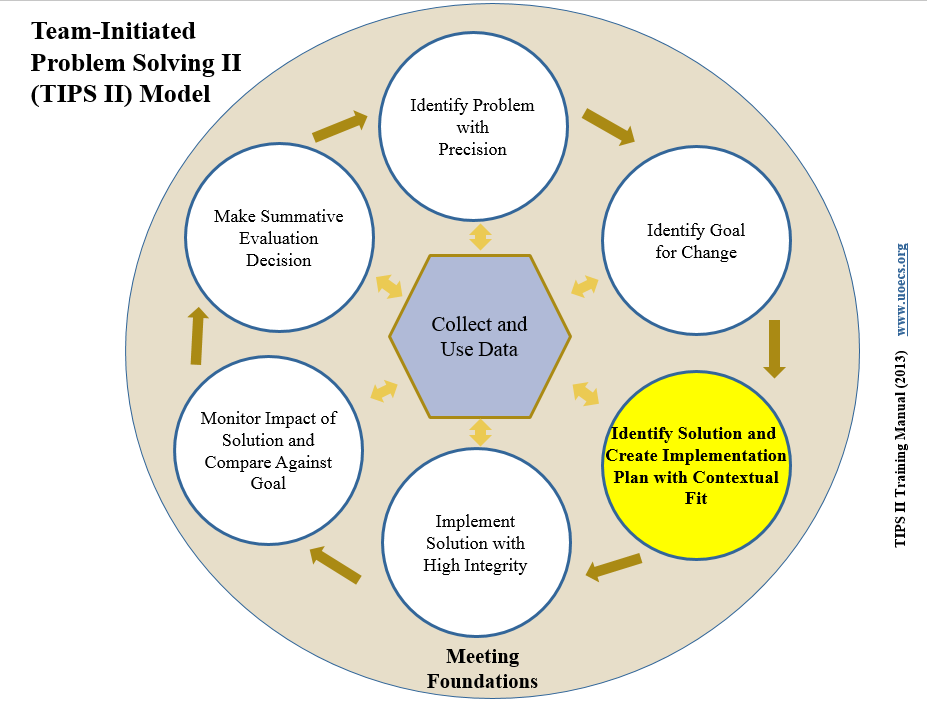 Team-Initiated
Problem Solving II
(TIPS II) Model
Identify Problem
with
Precision
Identify Goal
for Change
Identify Solution and
Create Implementation
Plan with Contextual
Fit
Implement
Solution with
High Integrity
Monitor Impact of
Solution and
Compare Against
Goal
Make Summative
Evaluation
Decision
Collect and
Use Data
Meeting
Foundations
TIPS II Training Manual (2013) www.uoecs.org